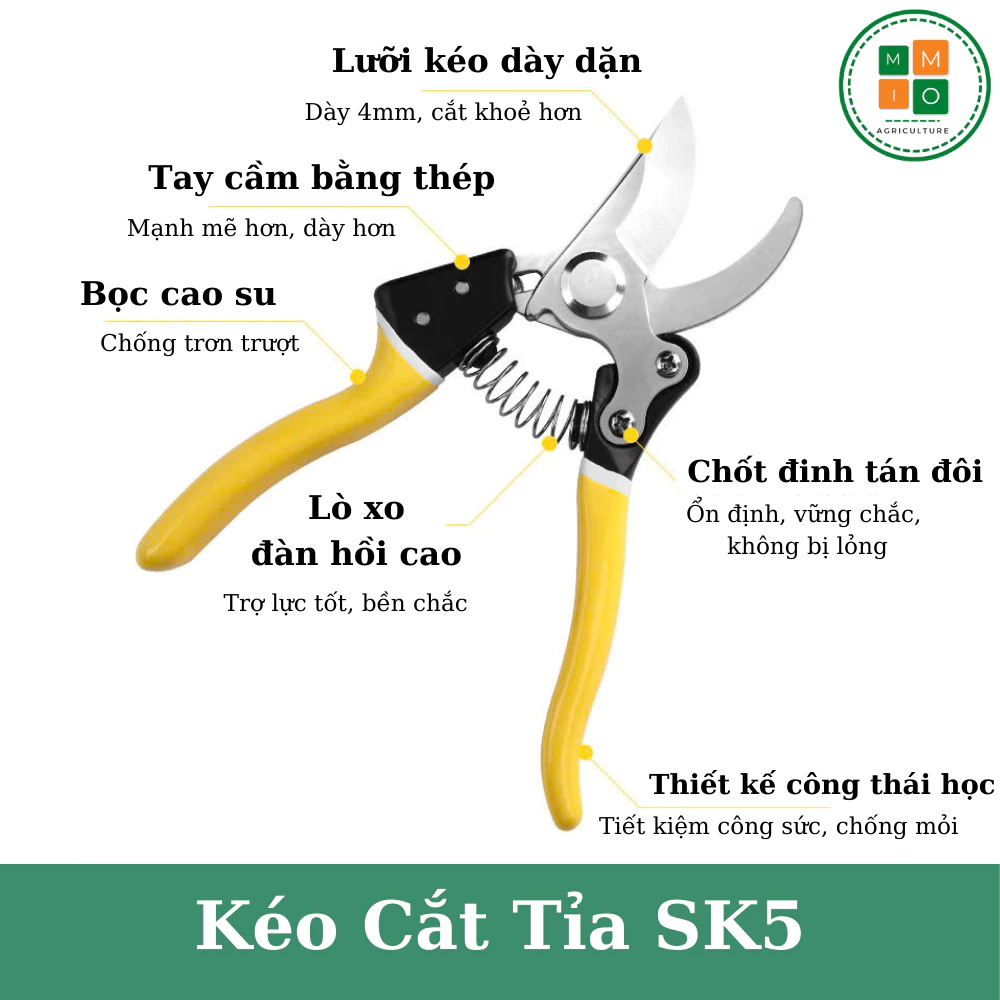 Lưỡi kéo dày dặn
Dày 4mm, cắt khoẻ hơn
M M
I O
AGRICULTURE
Tay cầm bằng thép
Mạnh mẽ hơn, dày hơn
Bọc cao su
Chống trơn trượt
Chốt đinh tán đôi
Ổn định, vững chắc,
không bị lỏng
Lò xo
đàn hồi cao
Trợ lực tốt, bền chắc
Thiết kế công thái học
Tiết kiệm công sức, chống mỏi
Kéo Cắt Tỉa SK5